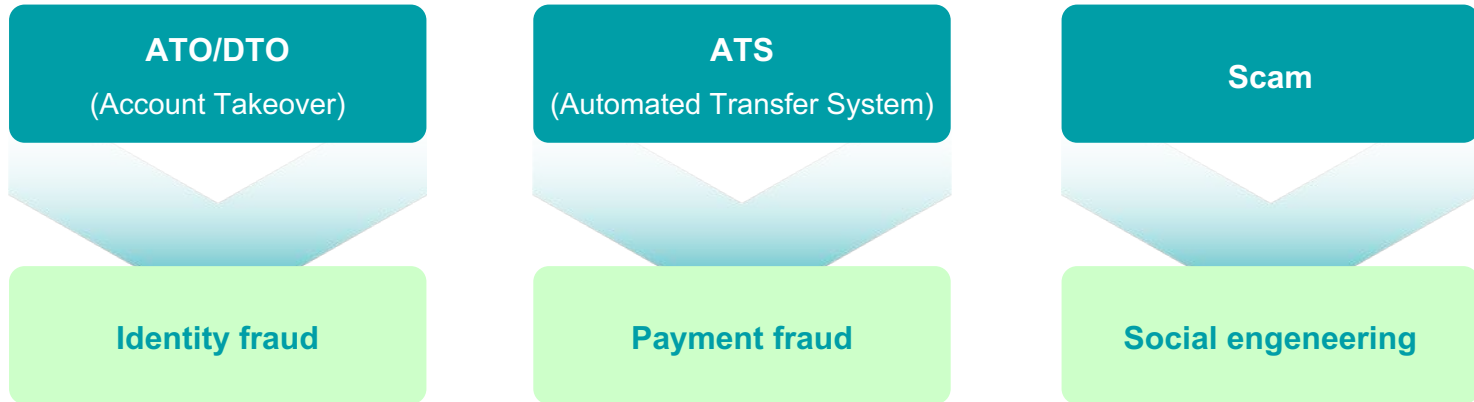 ATO/DTO
(Account Takeover)
ATS
(Automated Transfer System)
Scam
Identity fraud
Payment fraud
Social engeneering